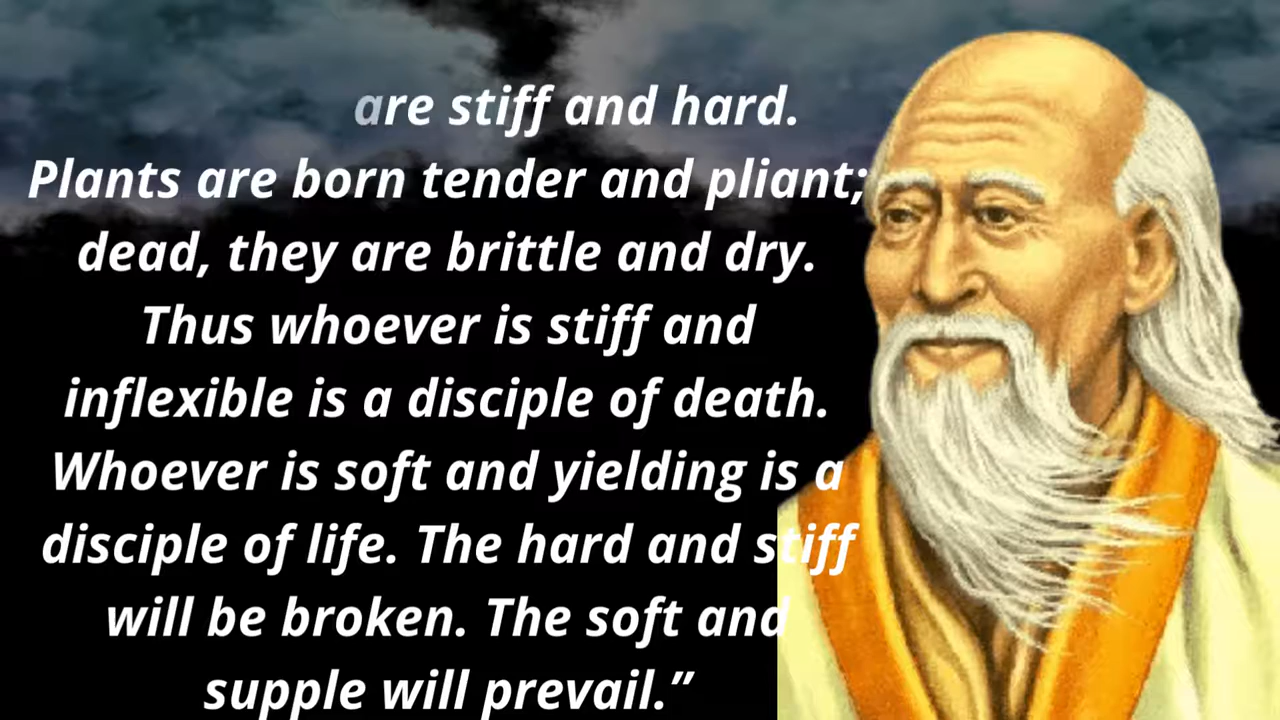 are stiff and hard.
Plants are born tender and pliant;
dead, they are brittle and dry.
Thus whoever is stiff and
inflexible is a disciple of death.
Whoever is soft and yielding is a
disciple of life. The hard and stiff
will be broken. The soft and
supple will prevail.”